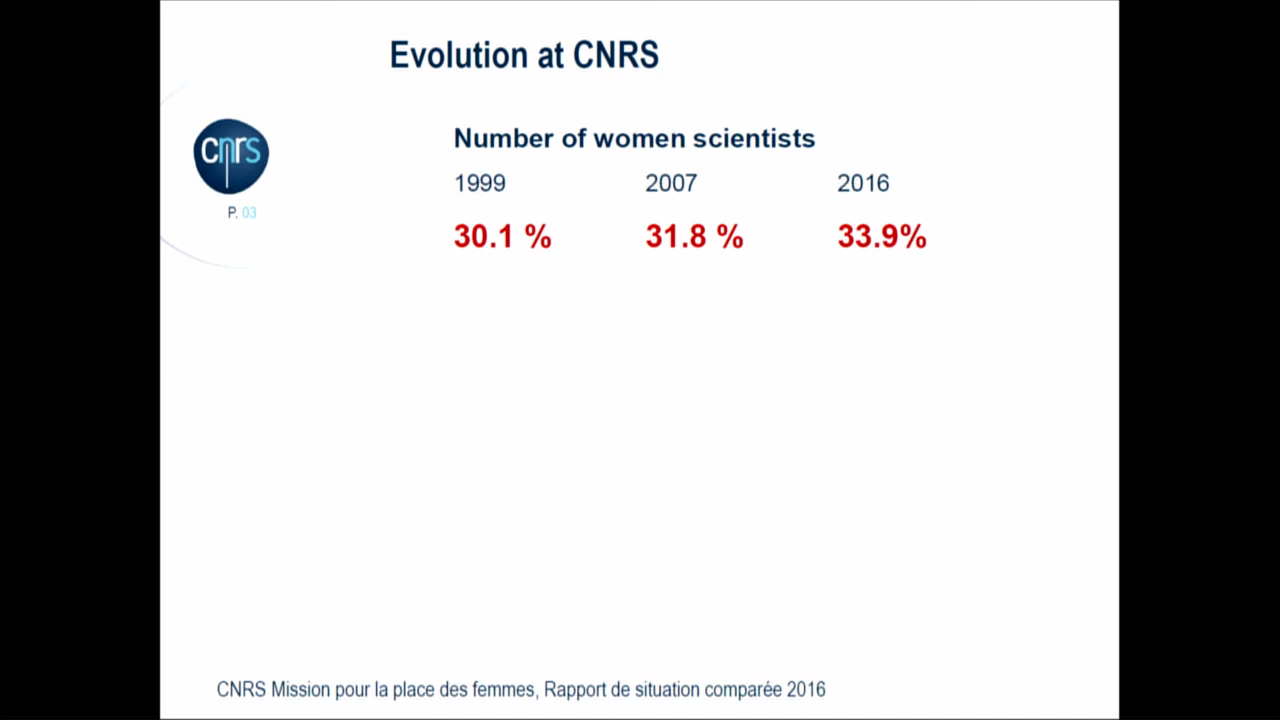 Evolution at CNRS
cnrs
P. 03
Number of women scientists
1999 2007 2016
30.1 % 31.8 % 33.9%
CNRS Mission pour la place des femmes, Rapport de situation comparée 2016